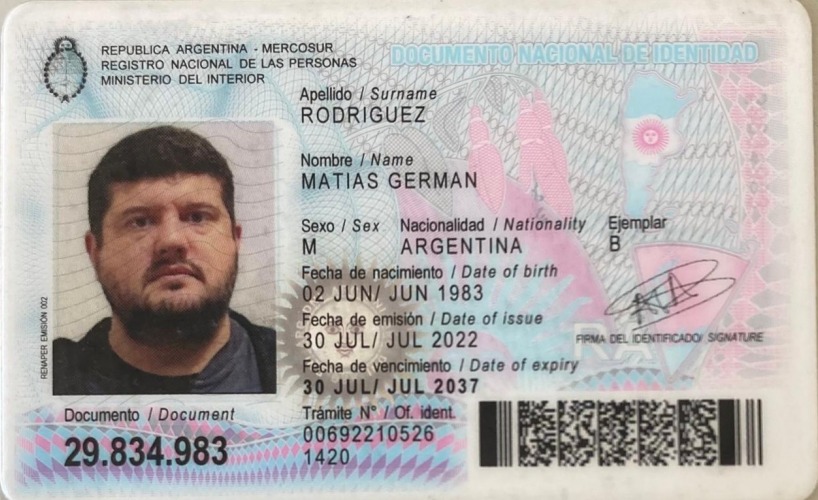 REPUBLICA ARGENTINA - MERCOSUR
REGISTRO NACIONAL DE LAS PERSONAS
MINISTERIO DEL INTERIOR
DOCUMENTO NACIONAL DE IDENTIDAD
Apellido / Surname
RODRIGUEZ
Nombre / Name
MATIAS GERMAN
Sexo / Sex Nacionalidad / Nationality Ejemplar
M ARGENTINA B
Fecha de nacimiento / Date of birth
02 JUN/ JUN 1983
Fecha de emisión / Date of issue
30 JUL/ JUL 2022
FIRMA DEL IDENTIFICADO/ SIGNATURE
Fecha de vencimiento / Date of expiry
30 JUL/ JUL 2037
RENAPER EMISIÓN 002
Documento / Document
29.834.983
Trámite N° / Of. ident.
00692210526
1420